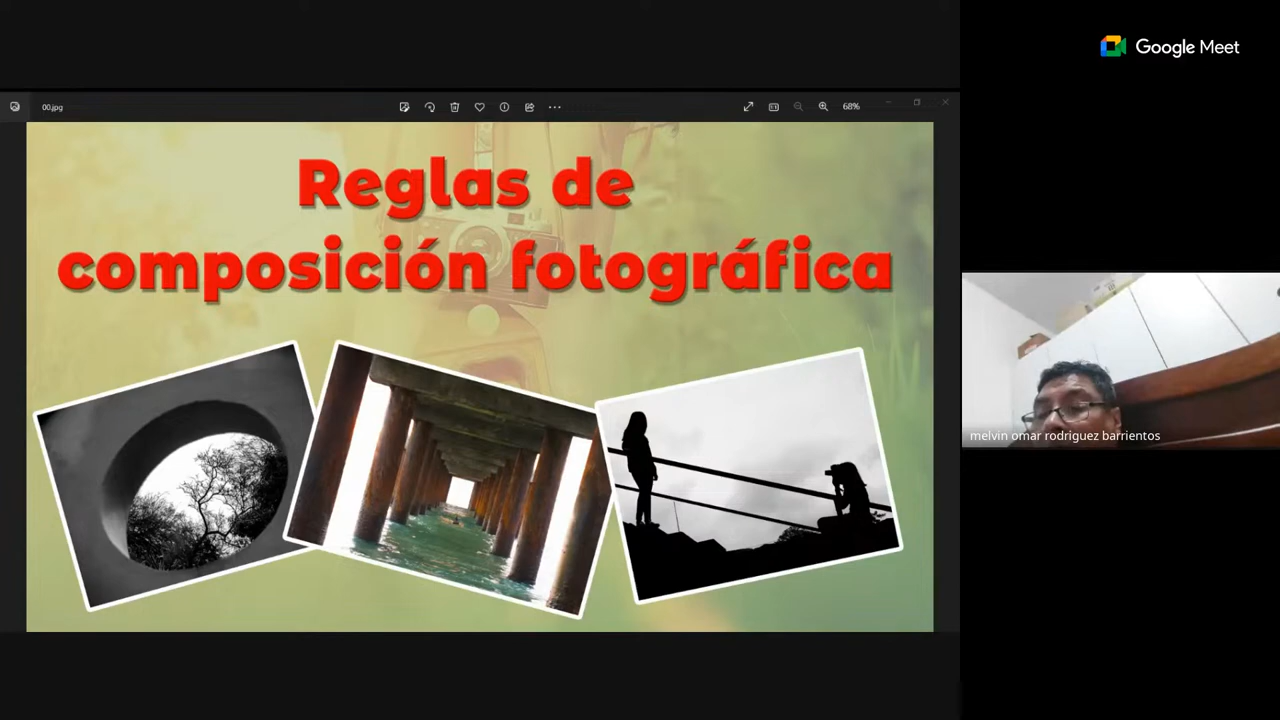 Google Meet
00.jpg
68%
Reglas de
composición fotográfica
melvin omar rodriguez barrientos